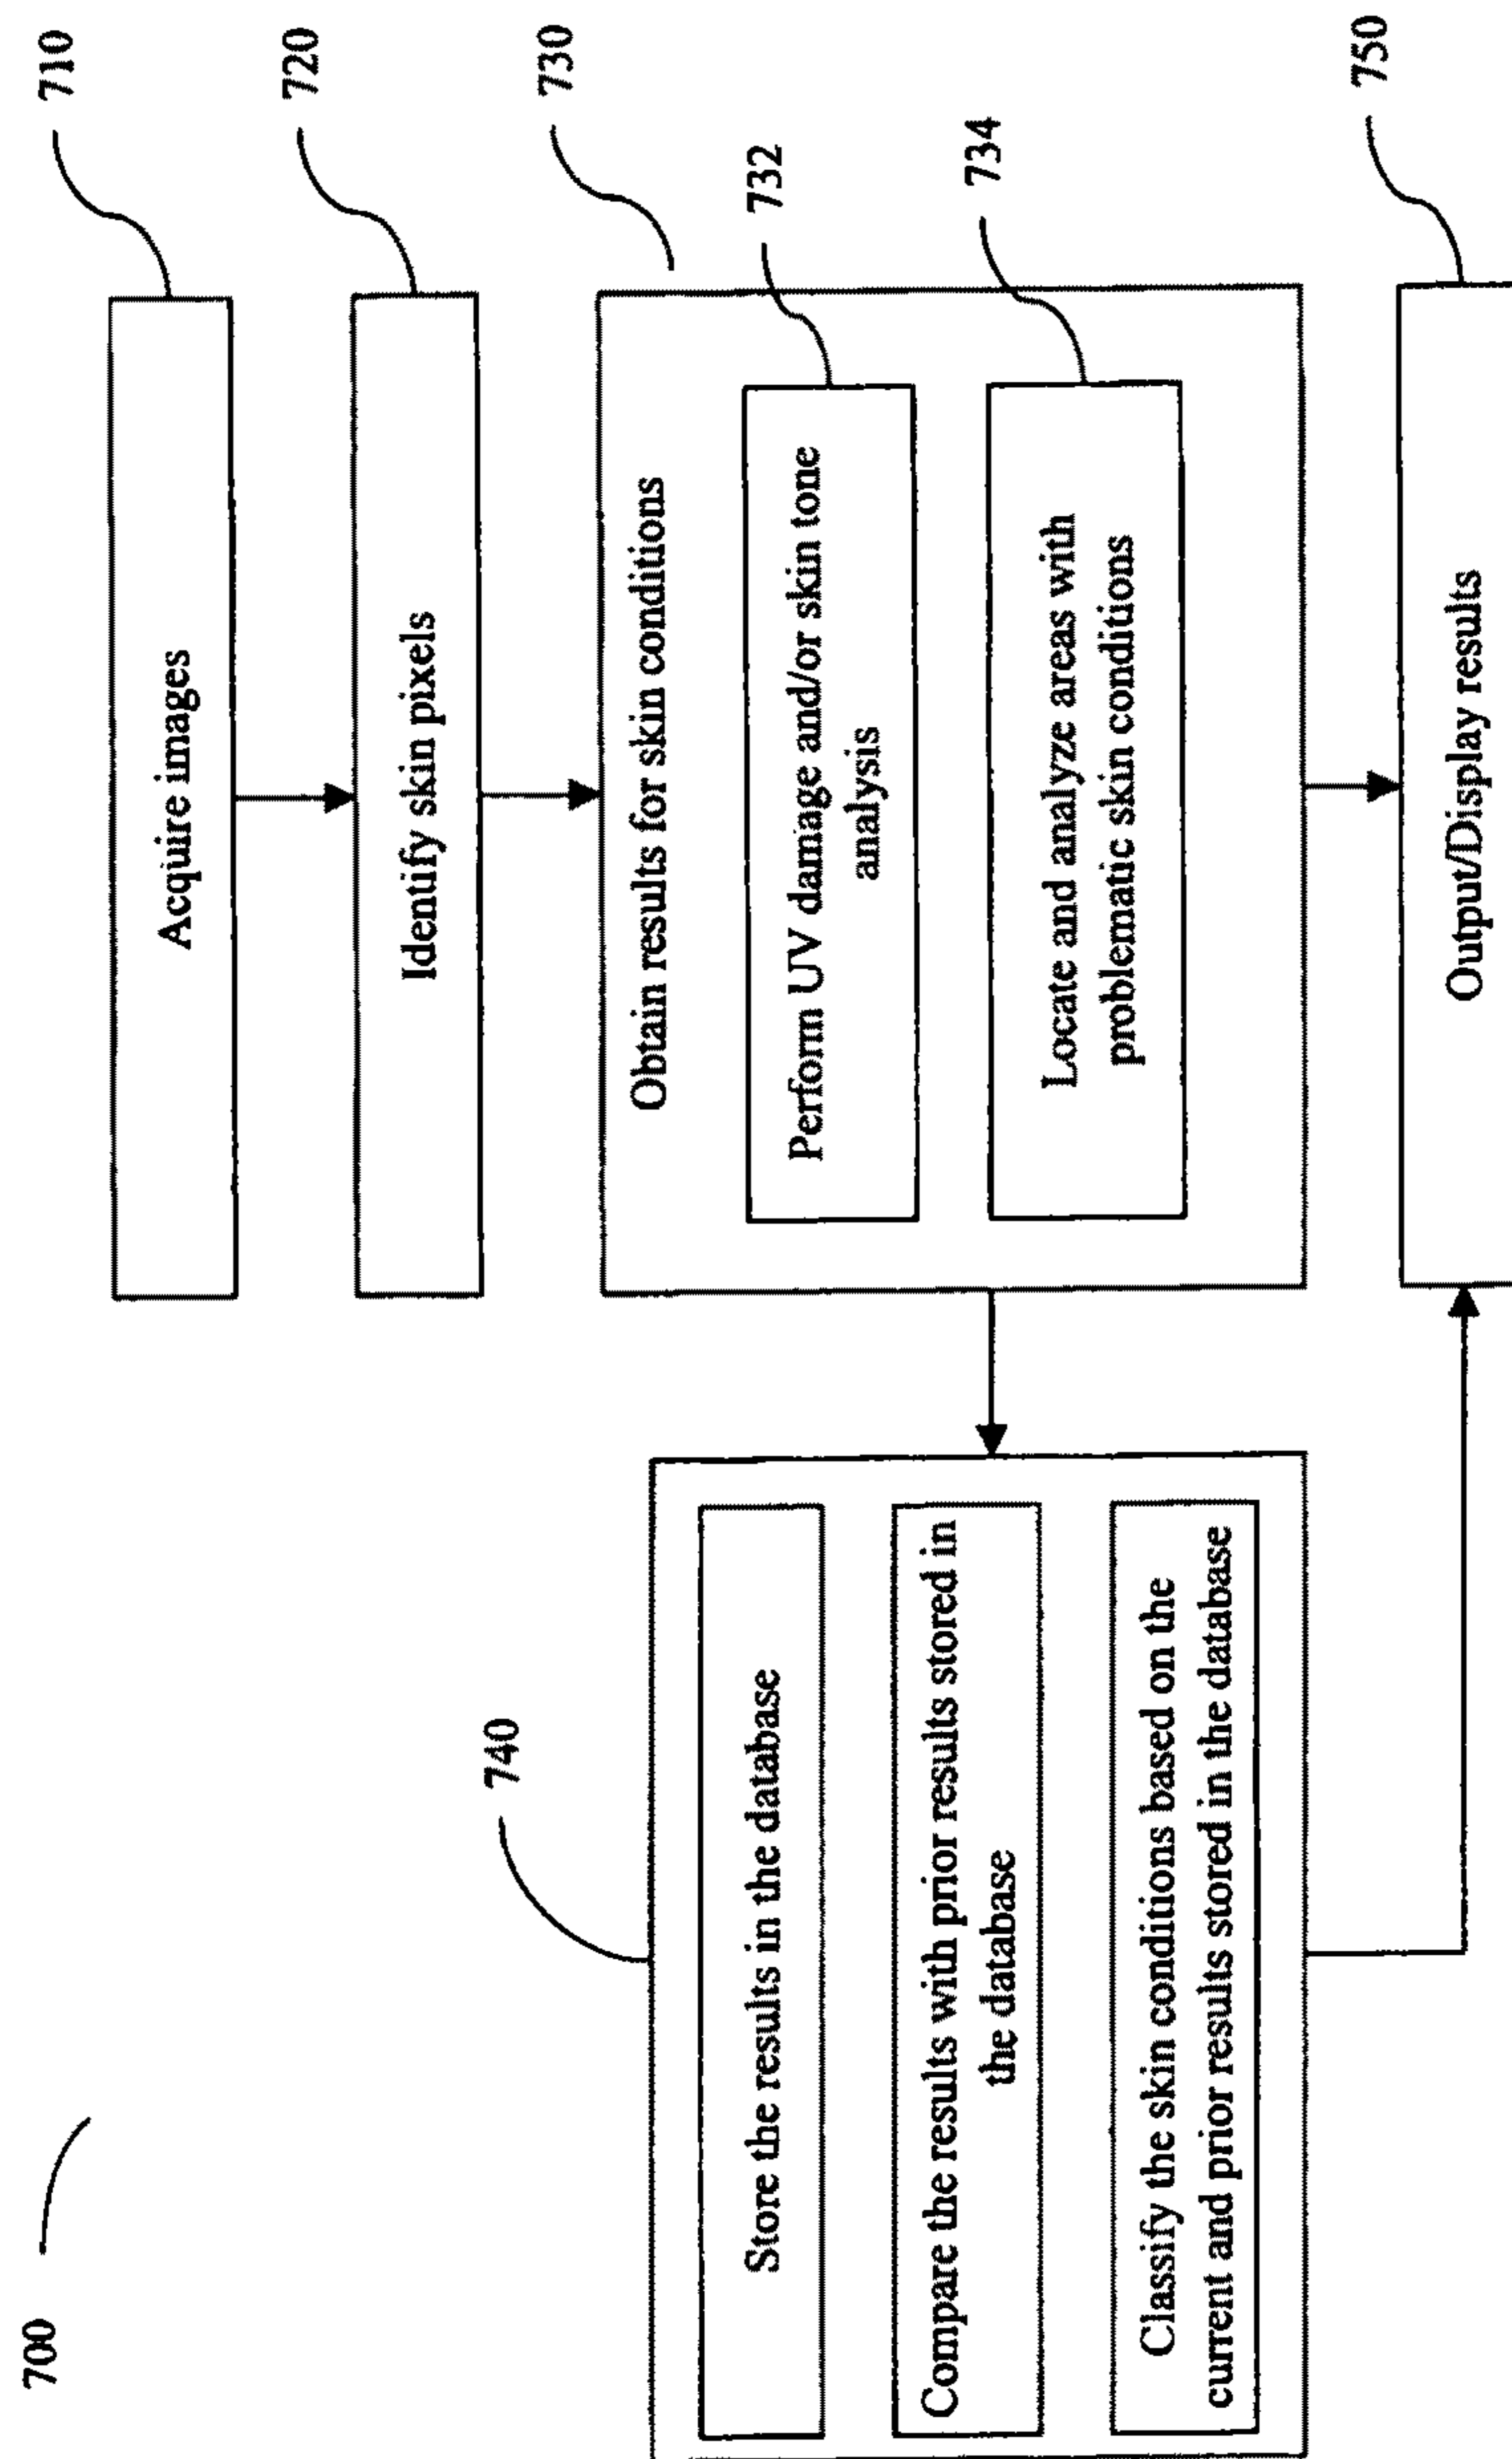 700
710
Acquire images
720
Identify skin pixels
730
Obtain results for skin conditions
732
Perform UV damage and/or skin tone
analysis
734
Locate and analyze areas with
problematic skin conditions
740
Store the results in the database
Compare the results with prior results stored in
the database
Classify the skin conditions based on the
current and prior results stored in the database
750
Output/Display results